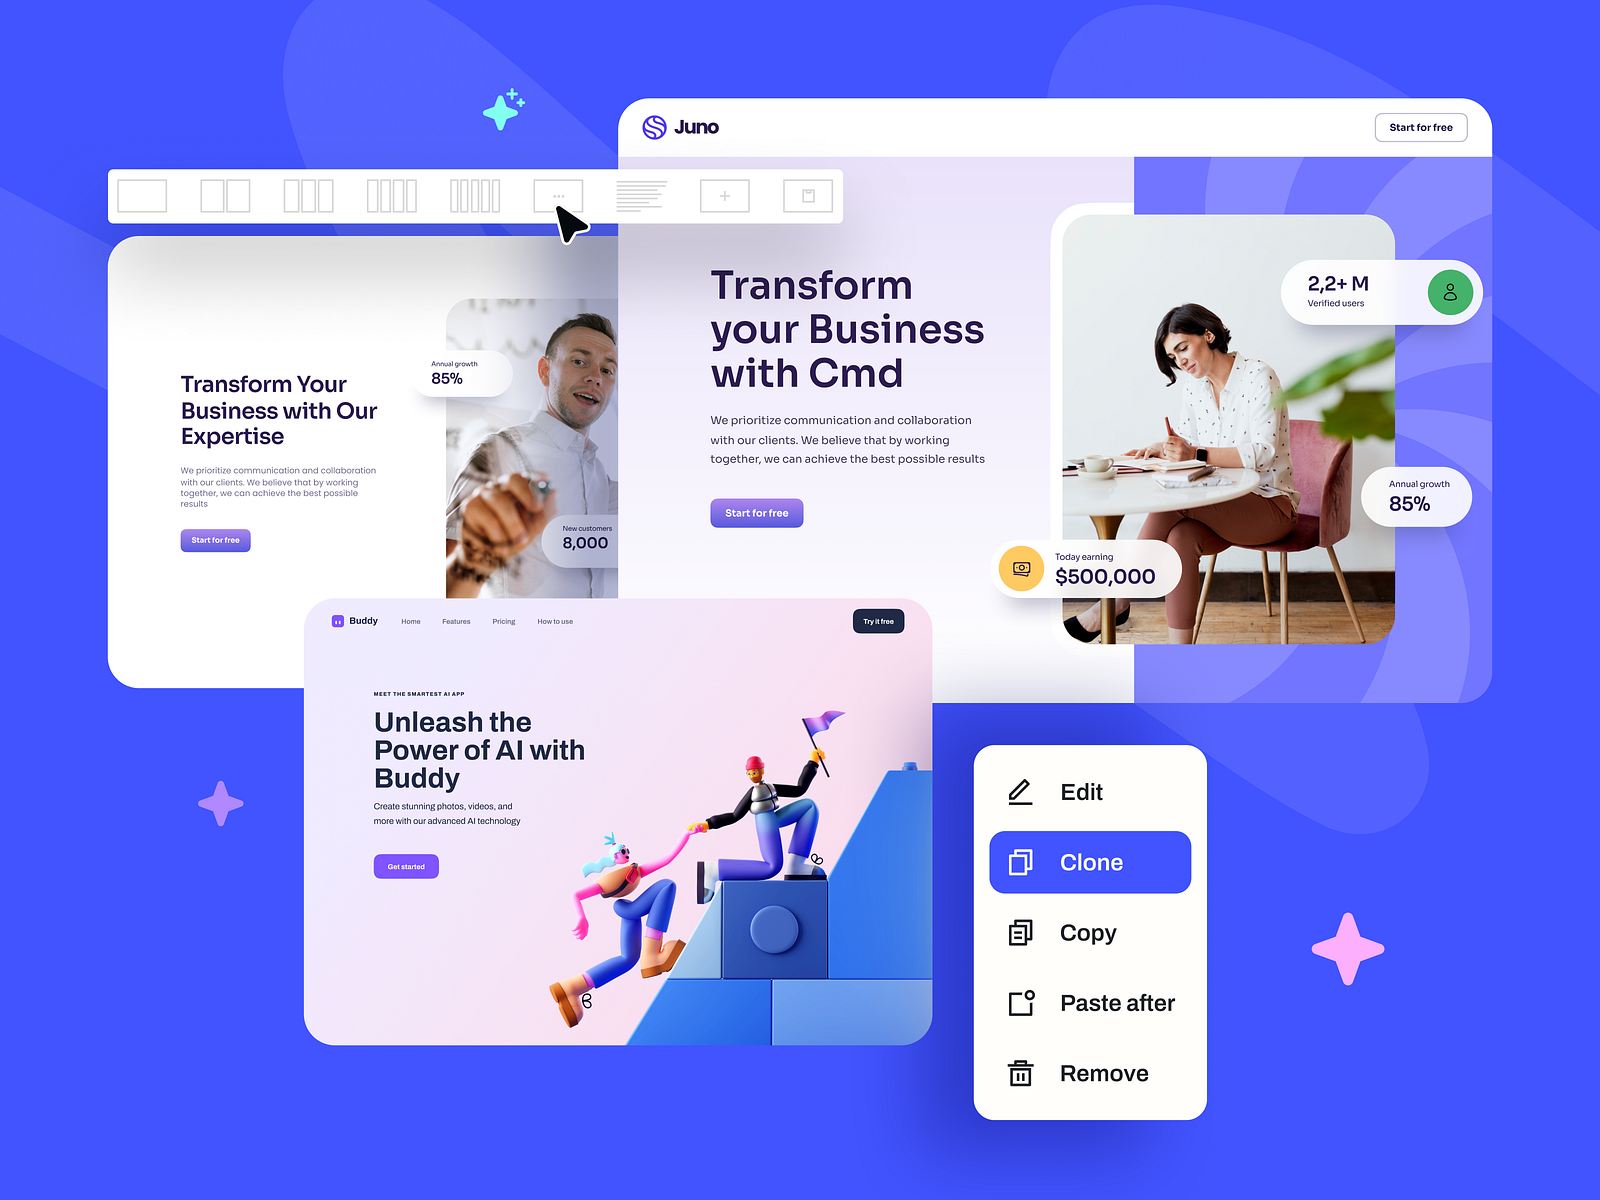 Juno
Start for free
Transform
your Business
with Cmd
We prioritize communication and collaboration
with our clients. We believe that by working
together, we can achieve the best possible results
Start for free
2,2+ M
Verified users
Annual growth
85%
Today earning
$500,000
Transform Your
Business with Our
Expertise
We prioritize communication and collaboration
with our clients. We believe that by working
together, we can achieve the best possible
results
Start for free
Annual growth
85%
New customers
8,000
Buddy
Home
Features
Pricing
How to use
Try it free
MEET THE SMARTEST AI APP
Unleash the
Power of AI with
Buddy
Create stunning photos, videos, and
more with our advanced AI technology
Get started
Edit
Clone
Copy
Paste after
Remove